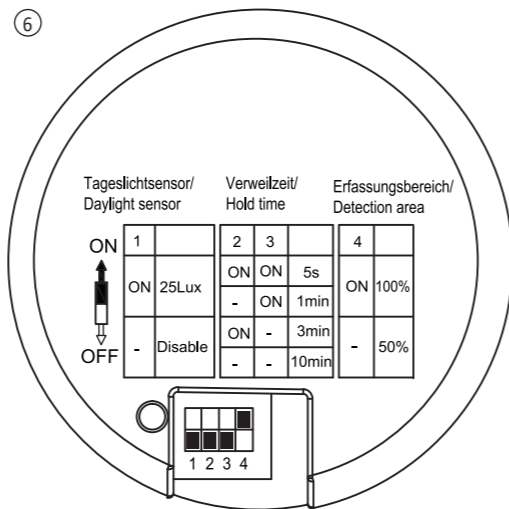 6
Tageslichtsensor/
Daylight sensor
Verweilzeit/
Hold time
Erfassungsbereich/
Detection area
ON
OFF
1
ON 25Lux
- Disable
2 3
ON ON 5s
- ON 1min
ON - 3min
- - 10min
4
ON 100%
- 50%
1 2 3 4